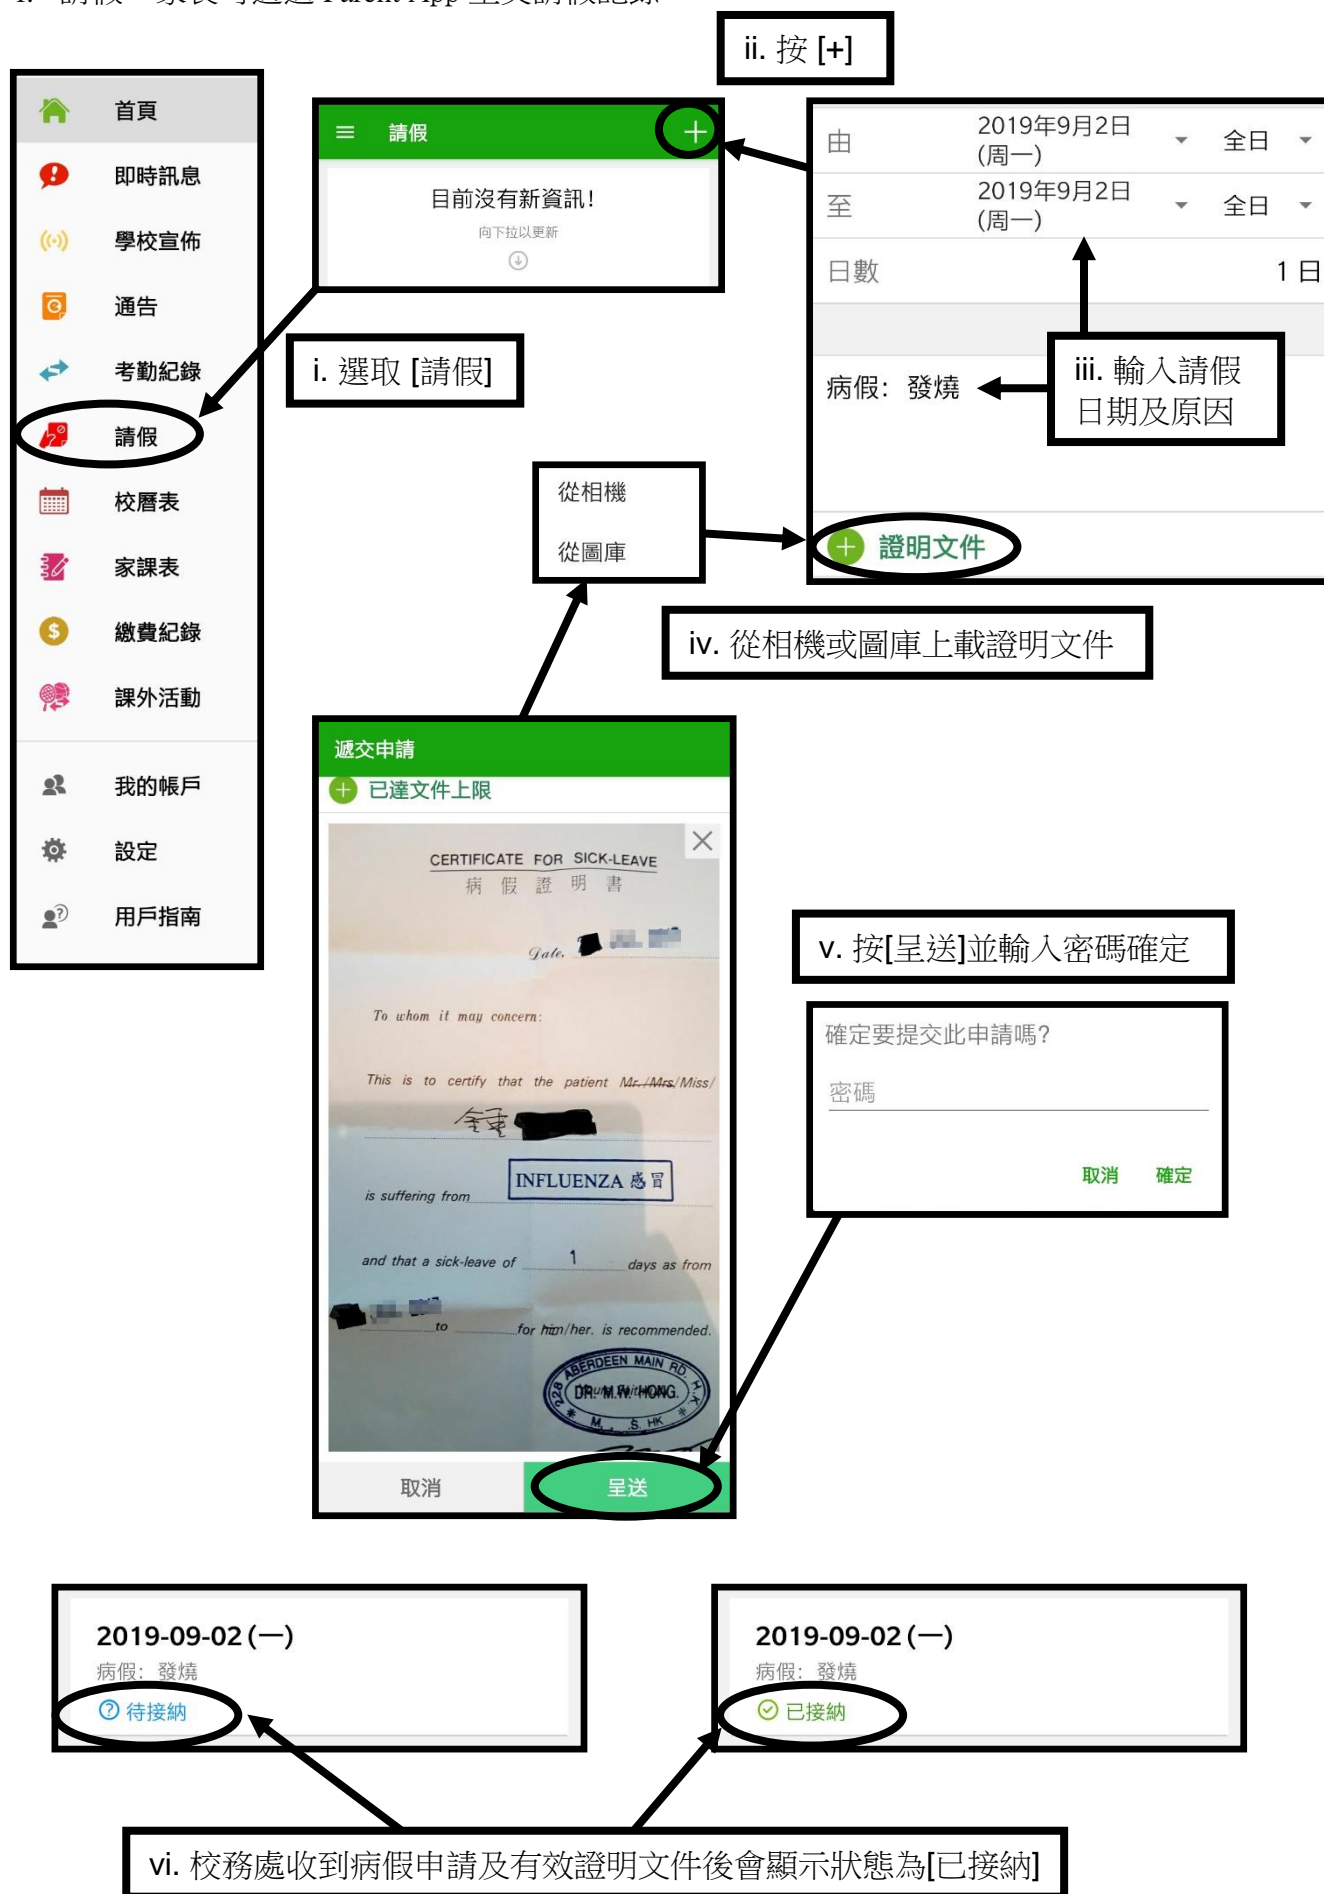 ii. 按 [+]
首頁
即時訊息
學校宣佈
通告
考勤紀錄
請假
校曆表
家課表
繳費紀錄
課外活動
我的帳戶
設定
用戶指南
請假
目前沒有新資訊!
向下拉以更新
i. 選取 [請假]
由 2019年9月2日 (周一) 全日
至 2019年9月2日 (周一) 全日
日數 1 日
病假: 發燒
iii. 輸入請假
日期及原因
證明文件
從相機
從圖庫
iv. 從相機或圖庫上載證明文件
遞交申請
已達文件上限
CERTIFICATE FOR SICK-LEAVE
病 假 證 明 書
Date,
To whom it may concern:
This is to certify that the patient Mr./Mrs/Miss/
鍾
is suffering from INFLUENZA 感冒
and that a sick-leave of 1 days as from
to for him/her. is recommended.
228 ABERDEEN MAIN RD. H.K.
DR. M.W. HONG.
取消
呈送
v. 按[呈送]並輸入密碼確定
確定要提交此申請嗎?
密碼
取消 確定
2019-09-02 (一)
病假: 發燒
待接納
2019-09-02 (一)
病假: 發燒
已接納
vi. 校務處收到病假申請及有效證明文件後會顯示狀態為[已接納]